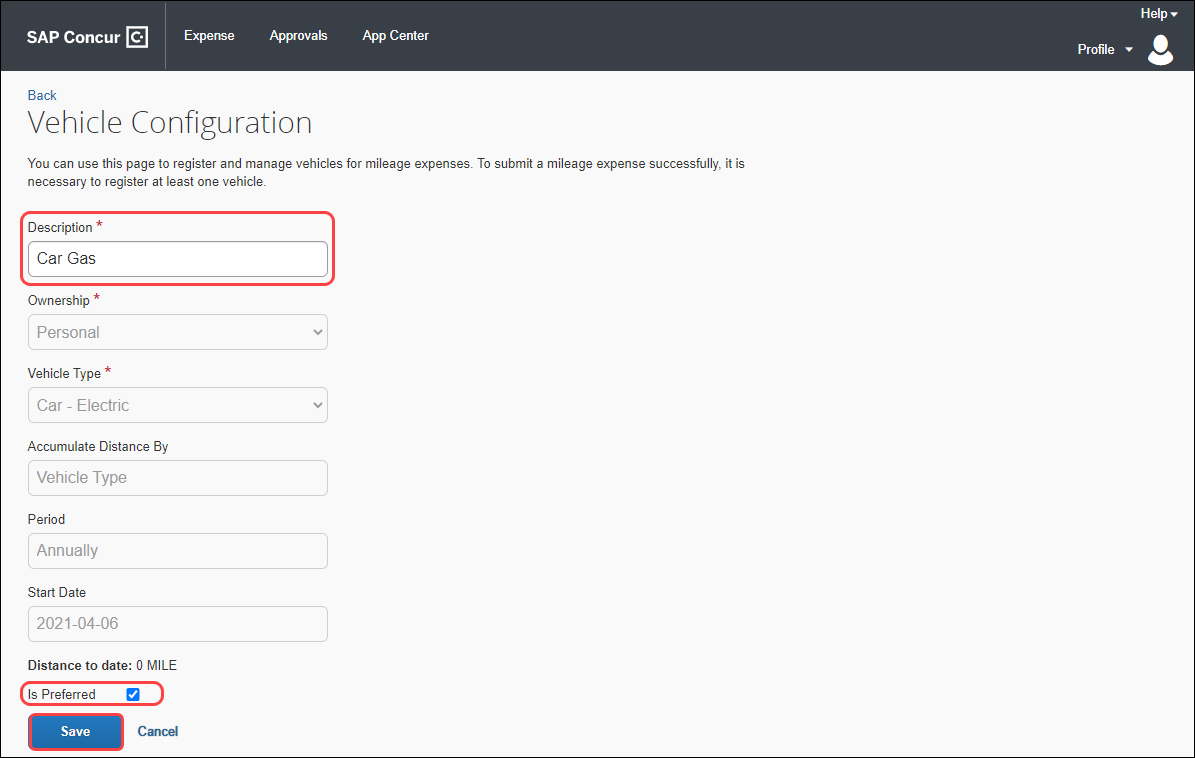 Help
SAP Concur C
Expense
Approvals
App Center
Profile
Back
Vehicle Configuration
You can use this page to register and manage vehicles for mileage expenses. To submit a mileage expense successfully, it is
necessary to register at least one vehicle.
Description *
Car Gas
Ownership *
Personal
Vehicle Type *
Car - Electric
Accumulate Distance By
Vehicle Type
Period
Annually
Start Date
2021-04-06
Distance to date: 0 MILE
Is Preferred
Save
Cancel